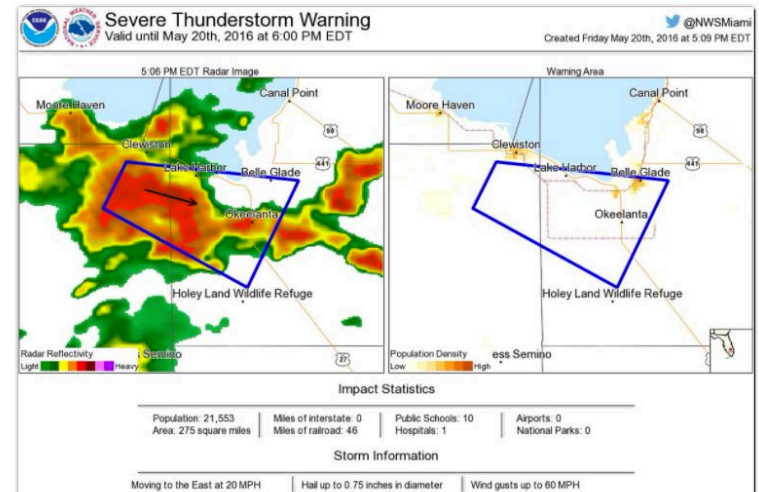 Severe Thunderstorm Warning
Valid until May 20th, 2016 at 6:00 PM EDT
@NWSMiami
Created Friday May 20th, 2016 at 5:09 PM EDT
5:06 PM EDT Radar Image
Canal Point
Moore Haven
98
Clewiston
441
Lake Harbor
Belle Glade
Okeelanta
Holey Land Wildlife Refuge
Radar Reflectivity
s Semino
Light
Heavy
27
Warning Area
Canal Point
Moore Haven
98
Clewiston
441
Lake Harbor
Belle Glade
Okeelanta
Holey Land Wildlife Refuge
Population Density
ess Semino
Low
High
Impact Statistics
Population: 21,553
Area: 275 square miles
Miles of interstate: 0
Miles of railroad: 46
Public Schools: 10
Hospitals: 1
Airports: 0
National Parks: 0
Storm Information
Moving to the East at 20 MPH
Hail up to 0.75 inches in diameter
Wind gusts up to 60 MPH